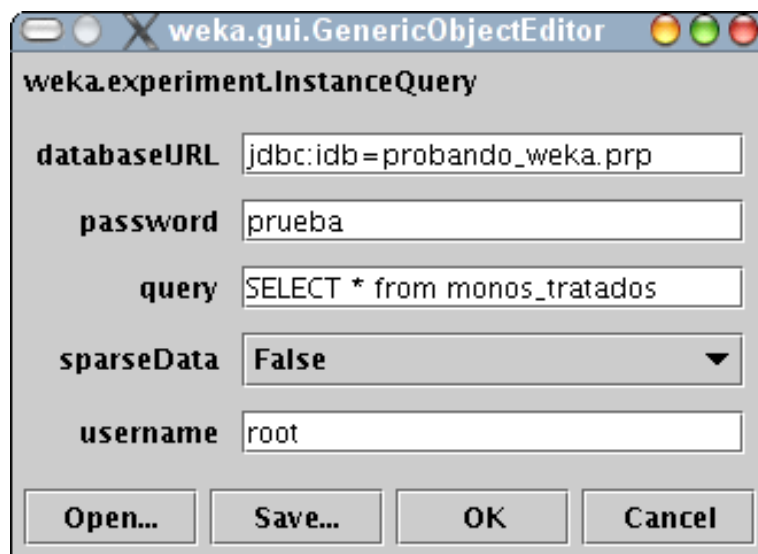 weka.gui.GenericObjectEditor
weka.experiment.InstanceQuery
databaseURL jdbc:idb=probando_weka.prp
password prueba
query SELECT * from monos_tratados
sparseData False
username root
Open... Save... OK Cancel